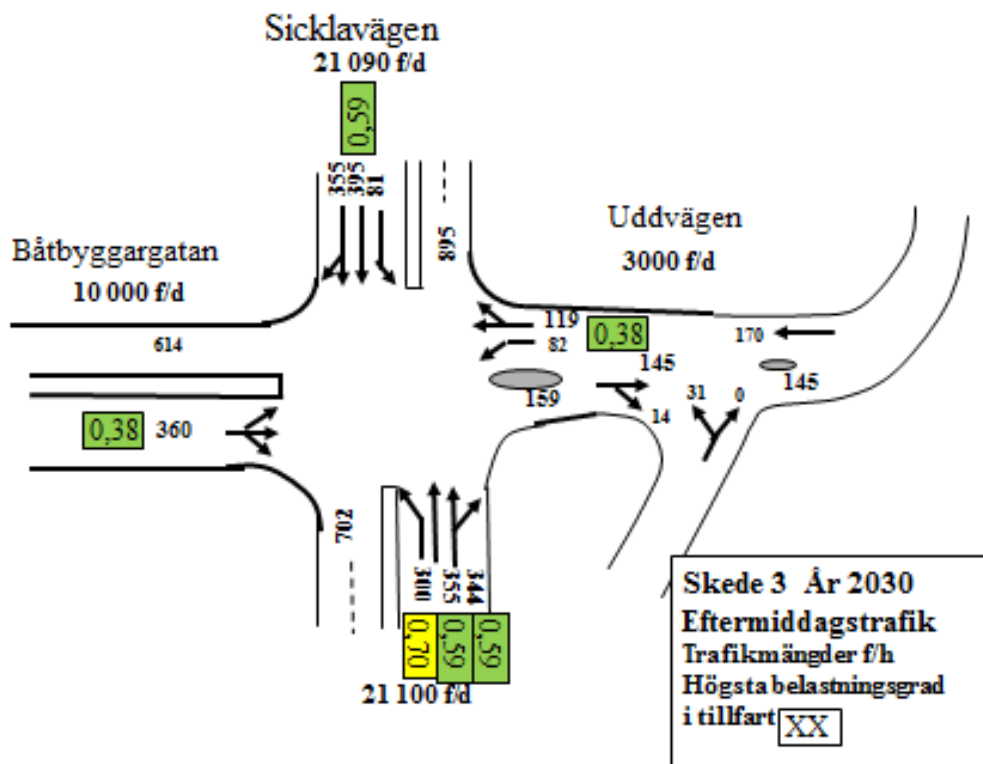 Sicklavägen
21 090 f/d
0,59
355
395
81
895
Uddvägen
3000 f/d
Båtbyggargatan
10 000 f/d
614
119
82
0,38
170
145
145
159
14
31
0
0,38
360
702
300
355
344
0,70
0,59
0,59
21 100 f/d
Skede 3 År 2030
Eftermiddagstrafik
Trafikmängder f/h
Högsta belastningsgrad
i tillfart XX